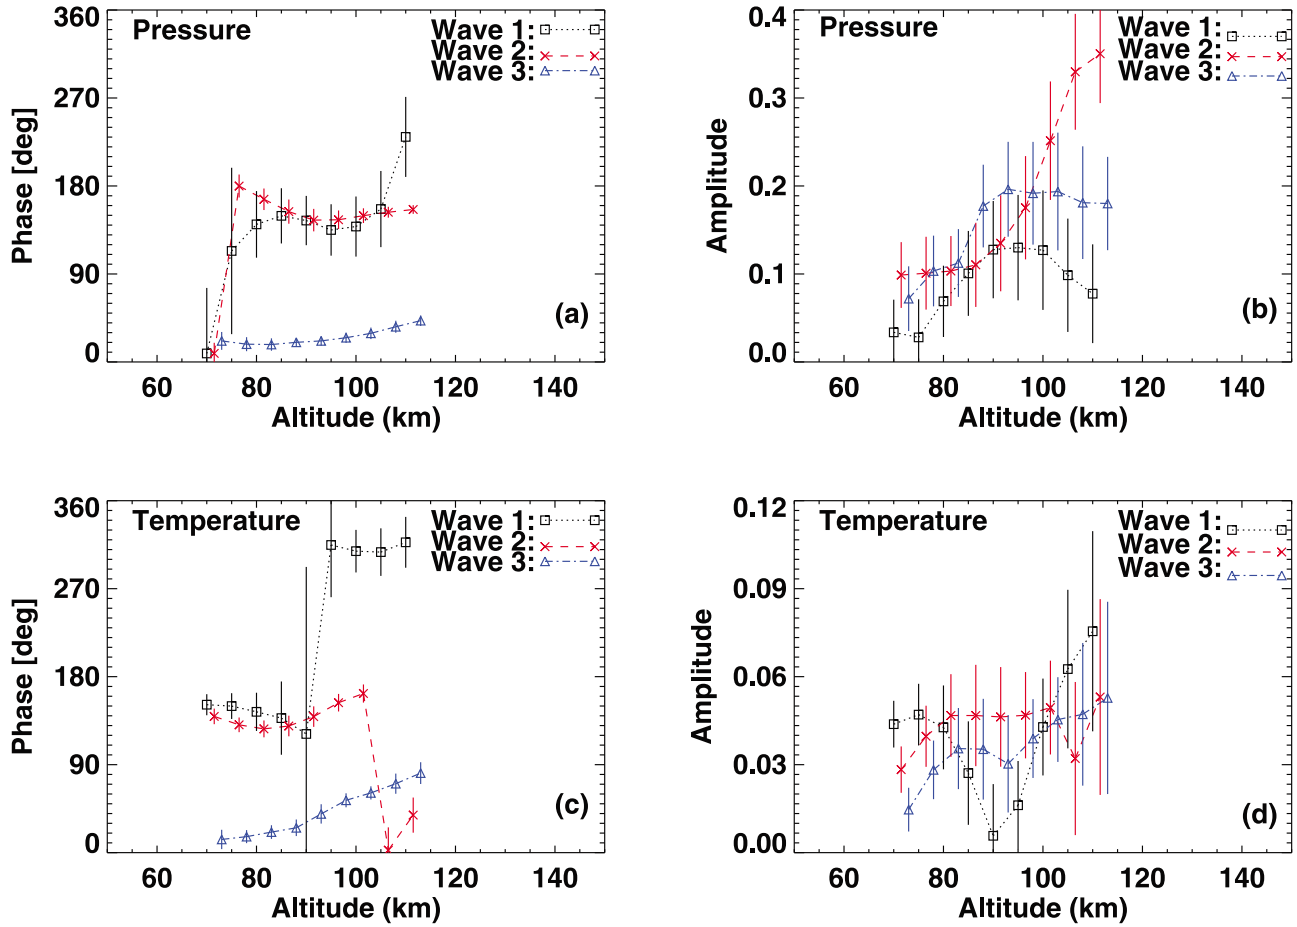 Pressure
Wave 1:
Wave 2:
Wave 3:
360
270
180
90
0
Phase [deg]
(a)
60 80 100 120 140
Altitude (km)
Pressure
Wave 1:
Wave 2:
Wave 3:
0.4
0.3
0.2
0.1
0.0
Amplitude
(b)
60 80 100 120 140
Altitude (km)
Temperature
Wave 1:
Wave 2:
Wave 3:
360
270
180
90
0
Phase [deg]
(c)
60 80 100 120 140
Altitude (km)
Temperature
Wave 1:
Wave 2:
Wave 3:
0.12
0.09
0.06
0.03
0.00
Amplitude
(d)
60 80 100 120 140
Altitude (km)